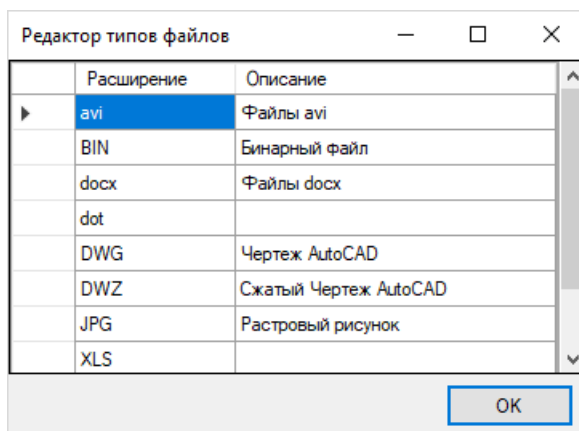 Редактор типов файлов
Расширение Описание
avi Файлы avi
BIN Бинарный файл
docx Файлы docx
dot
DWG Чертеж AutoCAD
DWZ Сжатый Чертеж AutoCAD
JPG Растровый рисунок
XLS
OK